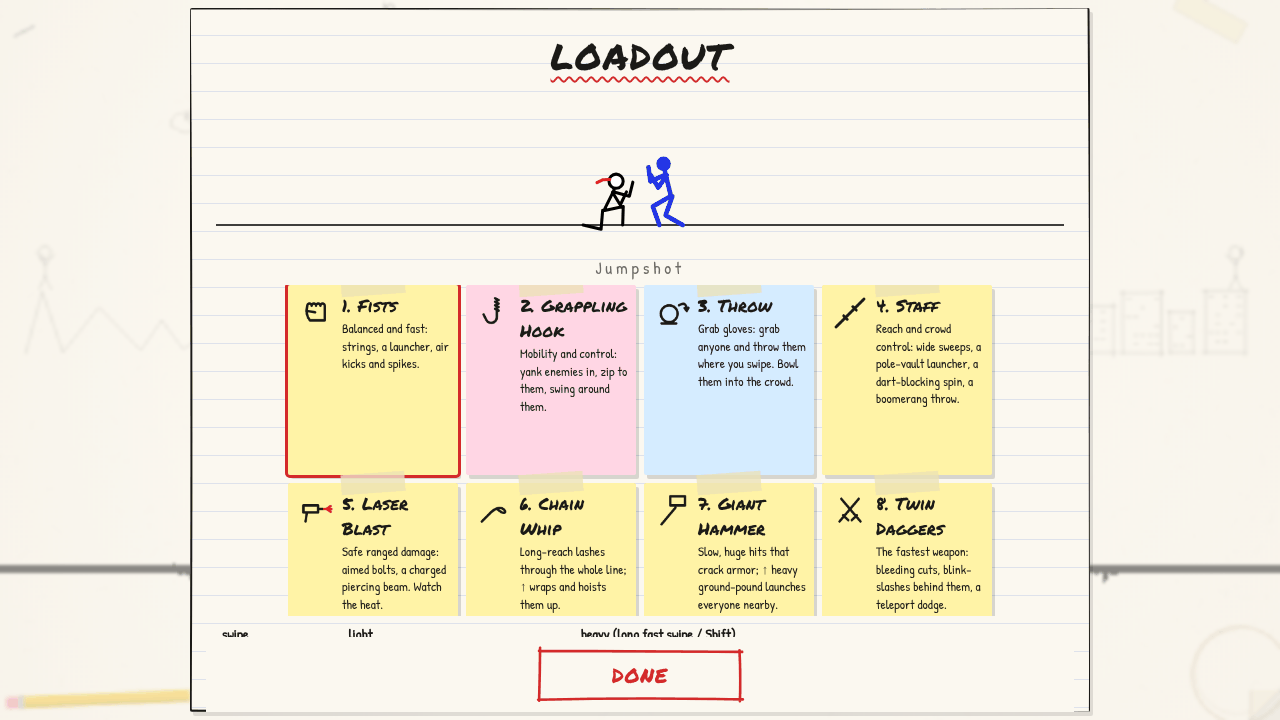 LOADOUT
Jumpshot
1. FISTS
Balanced and fast:
strings, a launcher, air
kicks and spikes.
2. GRAPPLING
HOOK
Mobility and control:
yank enemies in, zip to
them, swing around
them.
3. THROW
Grab gloves: grab
anyone and throw them
where you swipe. Bowl
them into the crowd.
4. STAFF
Reach and crowd
control: wide sweeps, a
pole-vault launcher, a
dart-blocking spin, a
boomerang throw.
5. LASER
BLAST
Safe ranged damage:
aimed bolts, a charged
piercing beam. Watch
the heat.
6. CHAIN
WHIP
Long-reach lashes
through the whole line;
↑ wraps and hoists
them up.
7. GIANT
HAMMER
Slow, huge hits that
crack armor; ↑ heavy
ground-pound launches
everyone nearby.
8. TWIN
DAGGERS
The fastest weapon:
bleeding cuts, blink-
slashes behind them, a
teleport dodge.
swipe light heavy (long fast swipe / Shift)
DONE